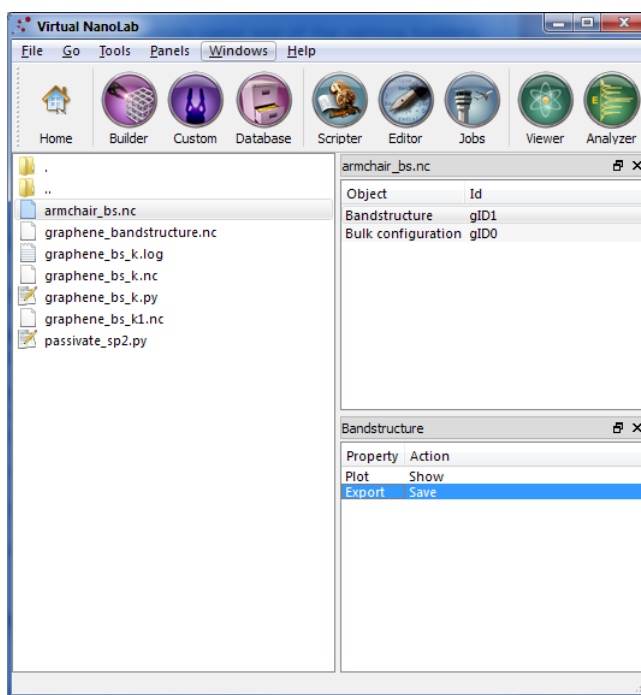 Virtual NanoLab
File Go Tools Panels Windows Help
Home Builder Custom Database Scripter Editor Jobs Viewer Analyzer
.
..
armchair_bs.nc
graphene_bandstructure.nc
graphene_bs_k.log
graphene_bs_k.nc
graphene_bs_k.py
graphene_bs_k1.nc
passivate_sp2.py
armchair_bs.nc
Object Id
Bandstructure gID1
Bulk configuration gID0
Bandstructure
Property Action
Plot Show
Export Save